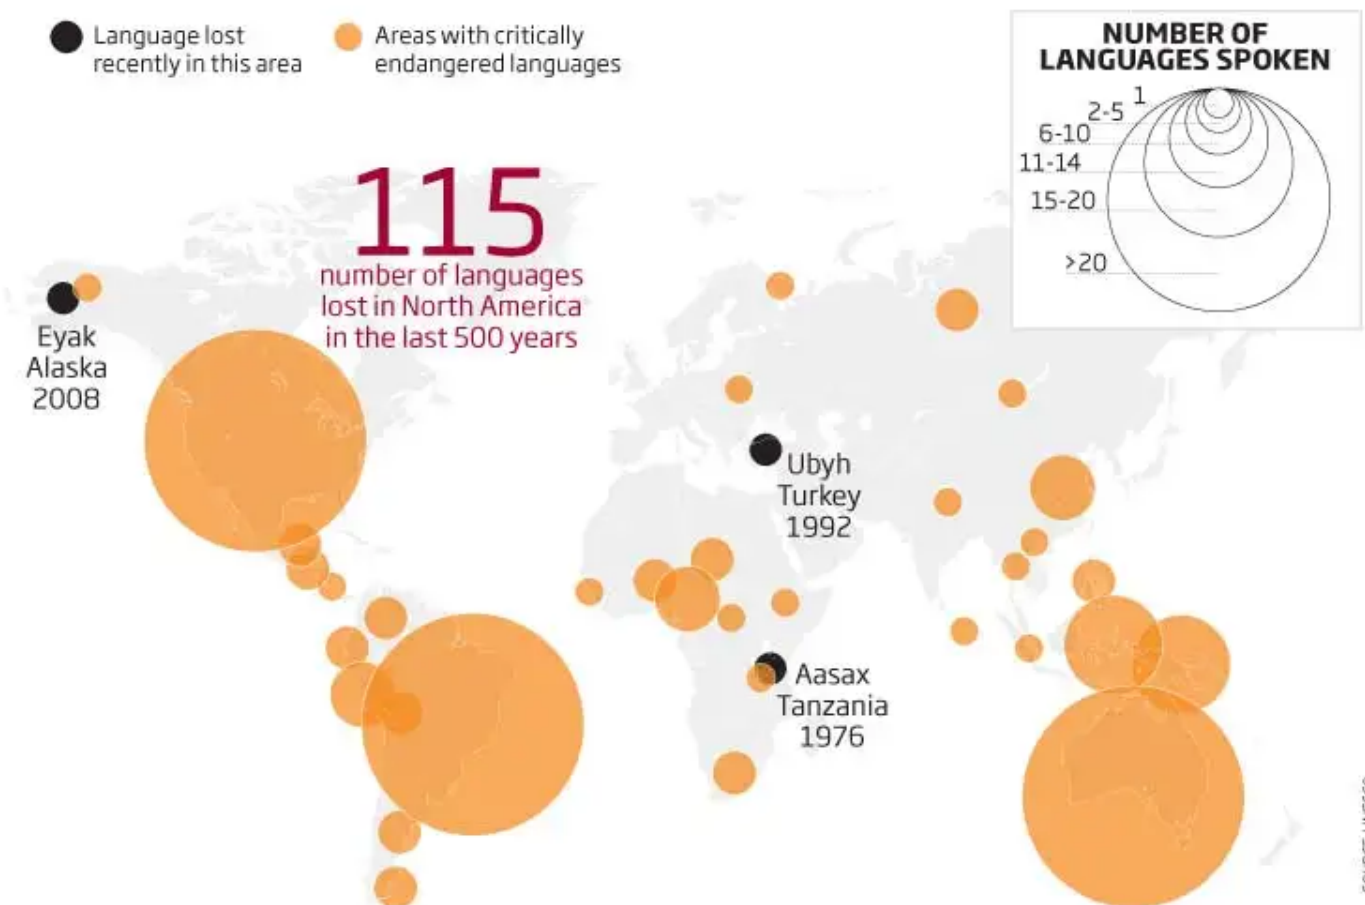 Language lost
recently in this area
Areas with critically
endangered languages
NUMBER OF
LANGUAGES SPOKEN
1
2-5
6-10
11-14
15-20
>20
115
number of languages
lost in North America
in the last 500 years
Eyak
Alaska
2008
Ubyh
Turkey
1992
Aasax
Tanzania
1976